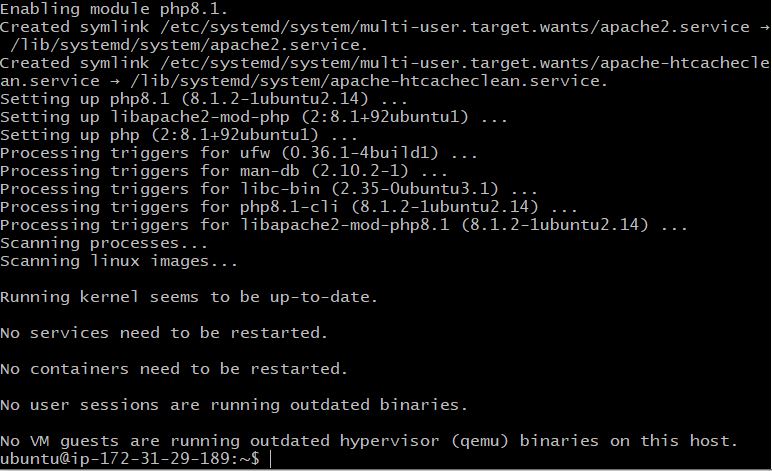 Enabling module php8.1.
Created symlink /etc/systemd/system/multi-user.target.wants/apache2.service →
 /lib/systemd/system/apache2.service.
Created symlink /etc/systemd/system/multi-user.target.wants/apache-htcachecle
an.service → /lib/systemd/system/apache-htcacheclean.service.
Setting up php8.1 (8.1.2-1ubuntu2.14) ...
Setting up libapache2-mod-php (2:8.1+92ubuntu1) ...
Setting up php (2:8.1+92ubuntu1) ...
Processing triggers for ufw (0.36.1-4build1) ...
Processing triggers for man-db (2.10.2-1) ...
Processing triggers for libc-bin (2.35-0ubuntu3.1) ...
Processing triggers for php8.1-cli (8.1.2-1ubuntu2.14) ...
Processing triggers for libapache2-mod-php8.1 (8.1.2-1ubuntu2.14) ...
Scanning processes...
Scanning linux images...
Running kernel seems to be up-to-date.
No services need to be restarted.
No containers need to be restarted.
No user sessions are running outdated binaries.
No VM guests are running outdated hypervisor (qemu) binaries on this host.
ubuntu@ip-172-31-29-189:~$